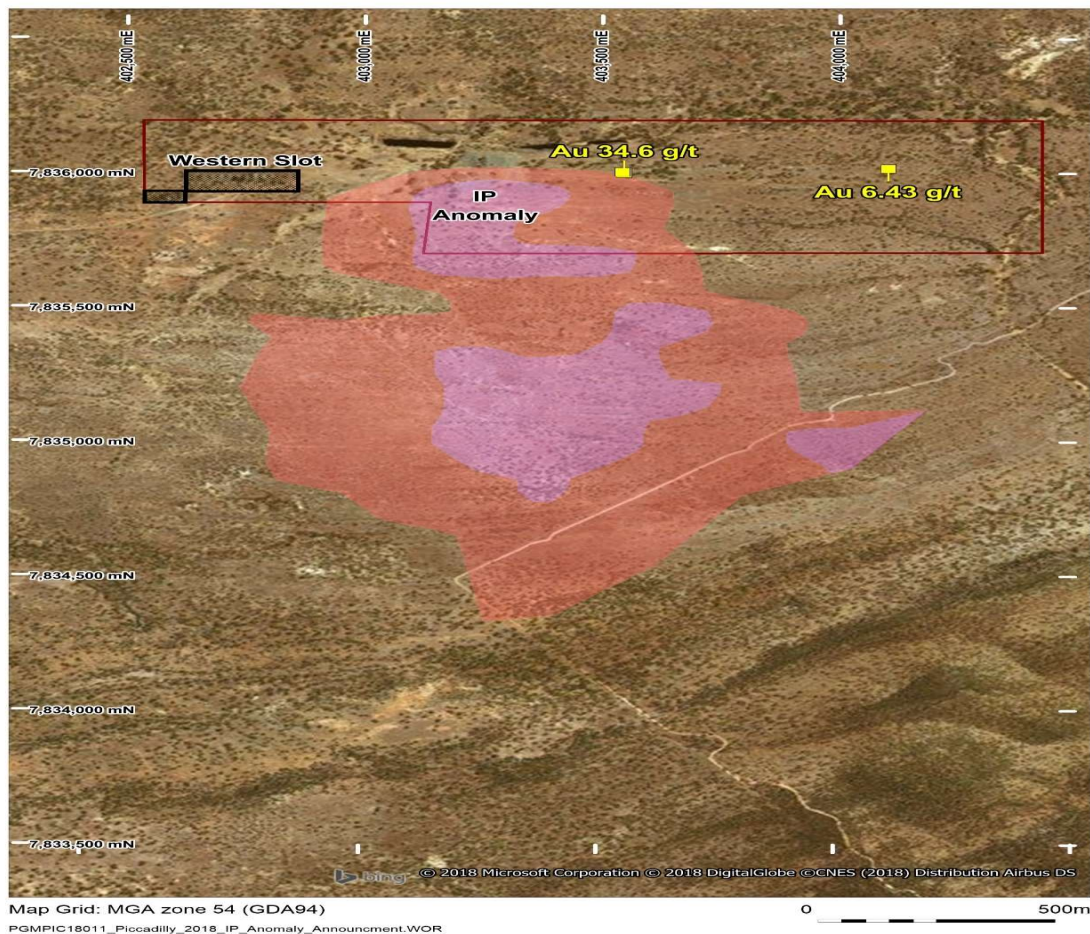 402,500 mE
403,000 mE
403,500 mE
404,000 mE
Au 34.6 g/t
Western Slot
7,836,000 mN
Au 6.43 g/t
IP
Anomaly
7,835,500 mN
7,835,000 mN
7,834,500 mN
7,834,000 mN
7,833,500 mN
bing © 2018 Microsoft Corporation © 2018 DigitalGlobe ©CNES (2018) Distribution Airbus DS
Map Grid: MGA zone 54 (GDA94)
0 500m
PGMPIC18011_Piccadilly_2018_IP_Anomaly_Announcment.WOR